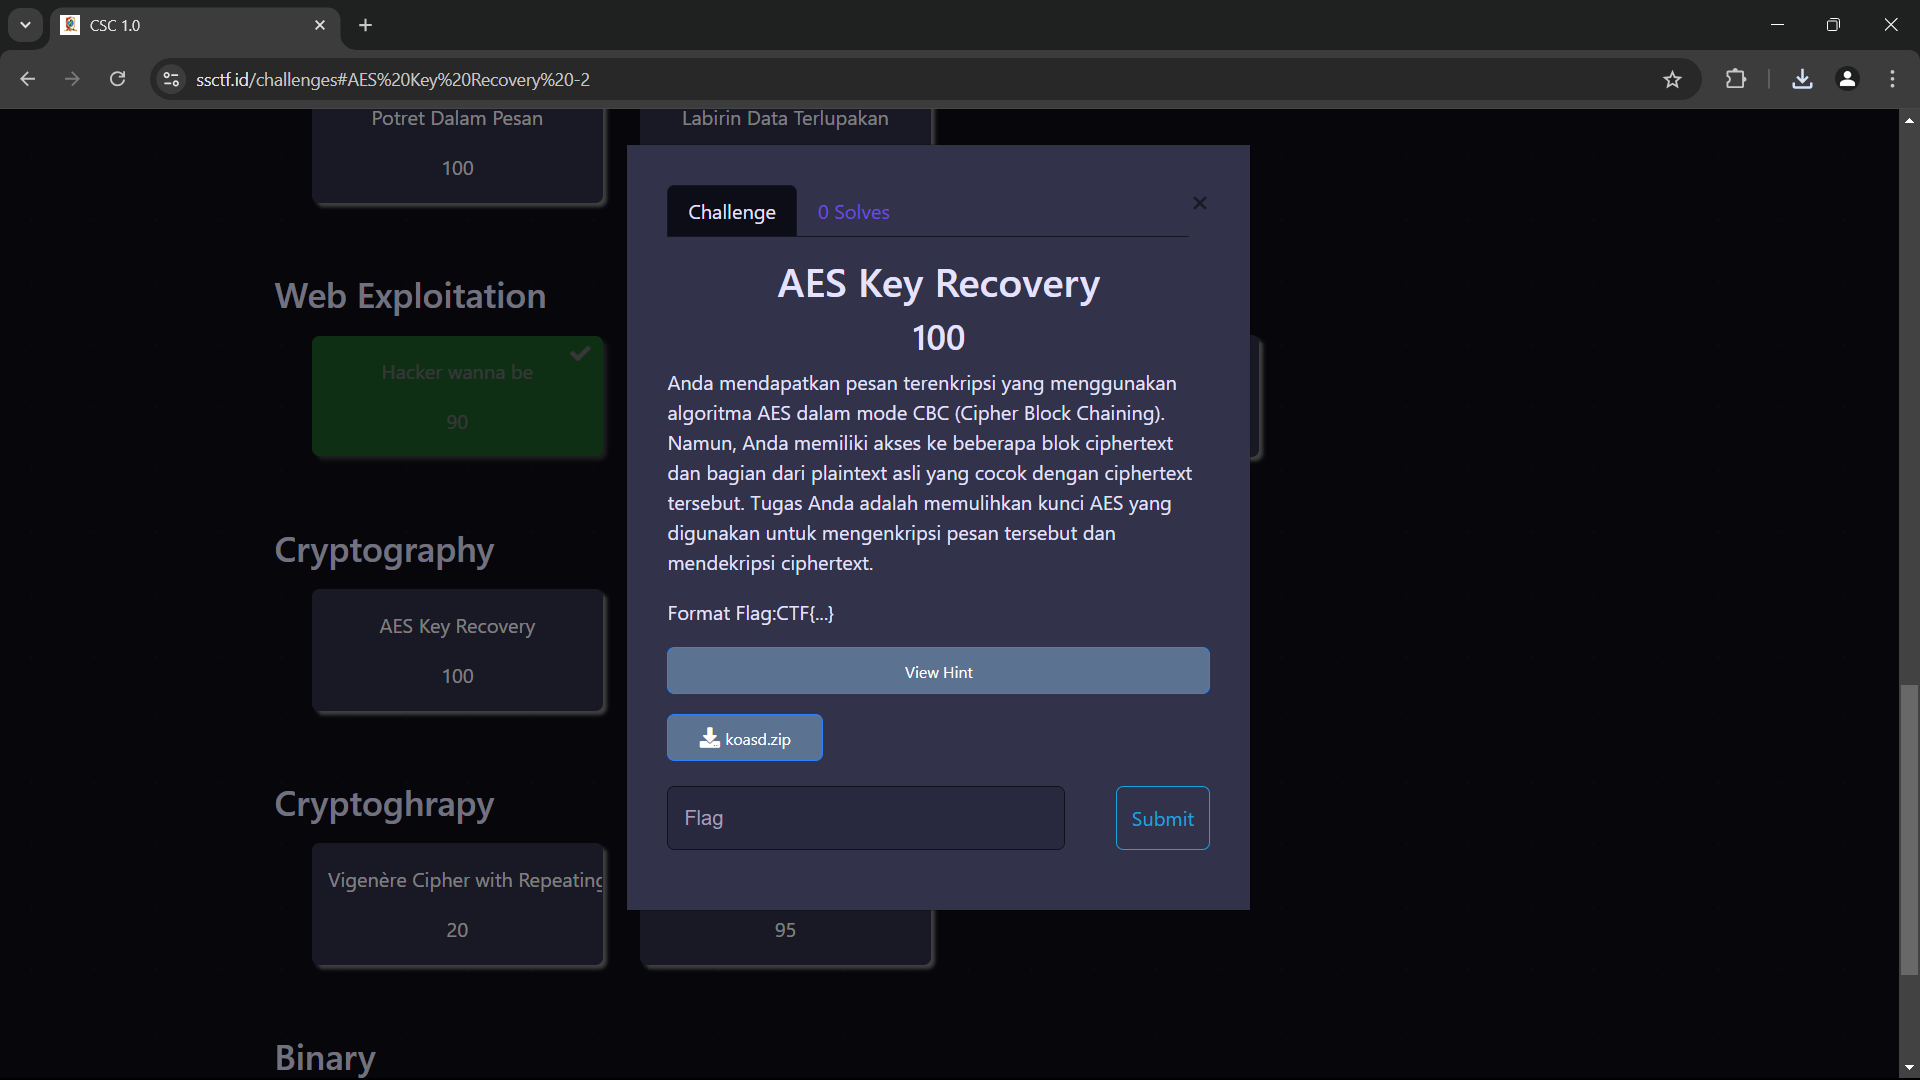 CSC 1.0
ssctf.id/challenges#AES%20Key%20Recovery%20-2
Potret Dalam Pesan
100
Labirin Data Terlupakan
Web Exploitation
Hacker wanna be
90
Cryptography
AES Key Recovery
100
Cryptoghrapy
Vigenère Cipher with Repeating
20
95
Binary
Challenge
0 Solves
×
AES Key Recovery
100
Anda mendapatkan pesan terenkripsi yang menggunakan
algoritma AES dalam mode CBC (Cipher Block Chaining).
Namun, Anda memiliki akses ke beberapa blok ciphertext
dan bagian dari plaintext asli yang cocok dengan ciphertext
tersebut. Tugas Anda adalah memulihkan kunci AES yang
digunakan untuk mengenkripsi pesan tersebut dan
mendekripsi ciphertext.
Format Flag:CTF{...}
View Hint
koasd.zip
Flag
Submit